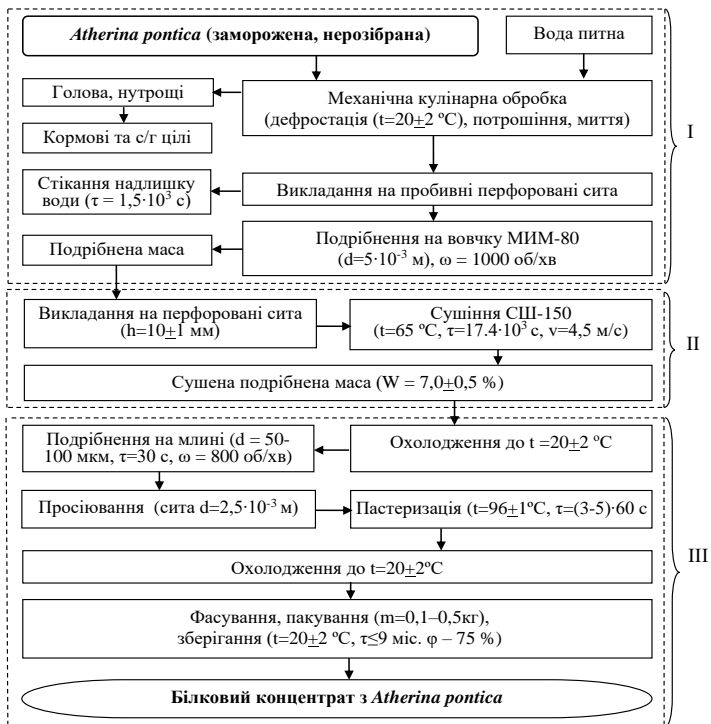 Atherina pontica (заморожена, нерозібрана)
Вода питна
Голова, нутрощі
Механічна кулінарна обробка
(дефростація (t=20±2 ºС), потрошіння, миття)
Кормові та с/г цілі
I
Стікання надлишку
води (τ = 1,5·10³ с)
Викладання на пробивні перфоровані сита
Подрібнена маса
Подрібнення на вовчку МИМ-80
(d=5·10⁻³ м), ω = 1000 об/хв
Викладання на перфоровані сита
(h=10±1 мм)
Сушіння СШ-150
(t=65 ºС, τ=17.4·10³ с, v=4,5 м/с)
II
Сушена подрібнена маса (W = 7,0±0,5 %)
Подрібнення на млині (d = 50-
100 мкм, τ=30 с, ω = 800 об/хв)
Охолодження до t =20±2 ºС
Просіювання (сита d=2,5·10⁻³ м)
Пастеризація (t=96±1ºС, τ=(3-5)·60 с
III
Охолодження до t=20±2ºС
Фасування, пакування (m=0,1–0,5кг),
зберігання (t=20±2 ºС, τ≤9 міс. φ – 75 %)
Білковий концентрат з Atherina pontica